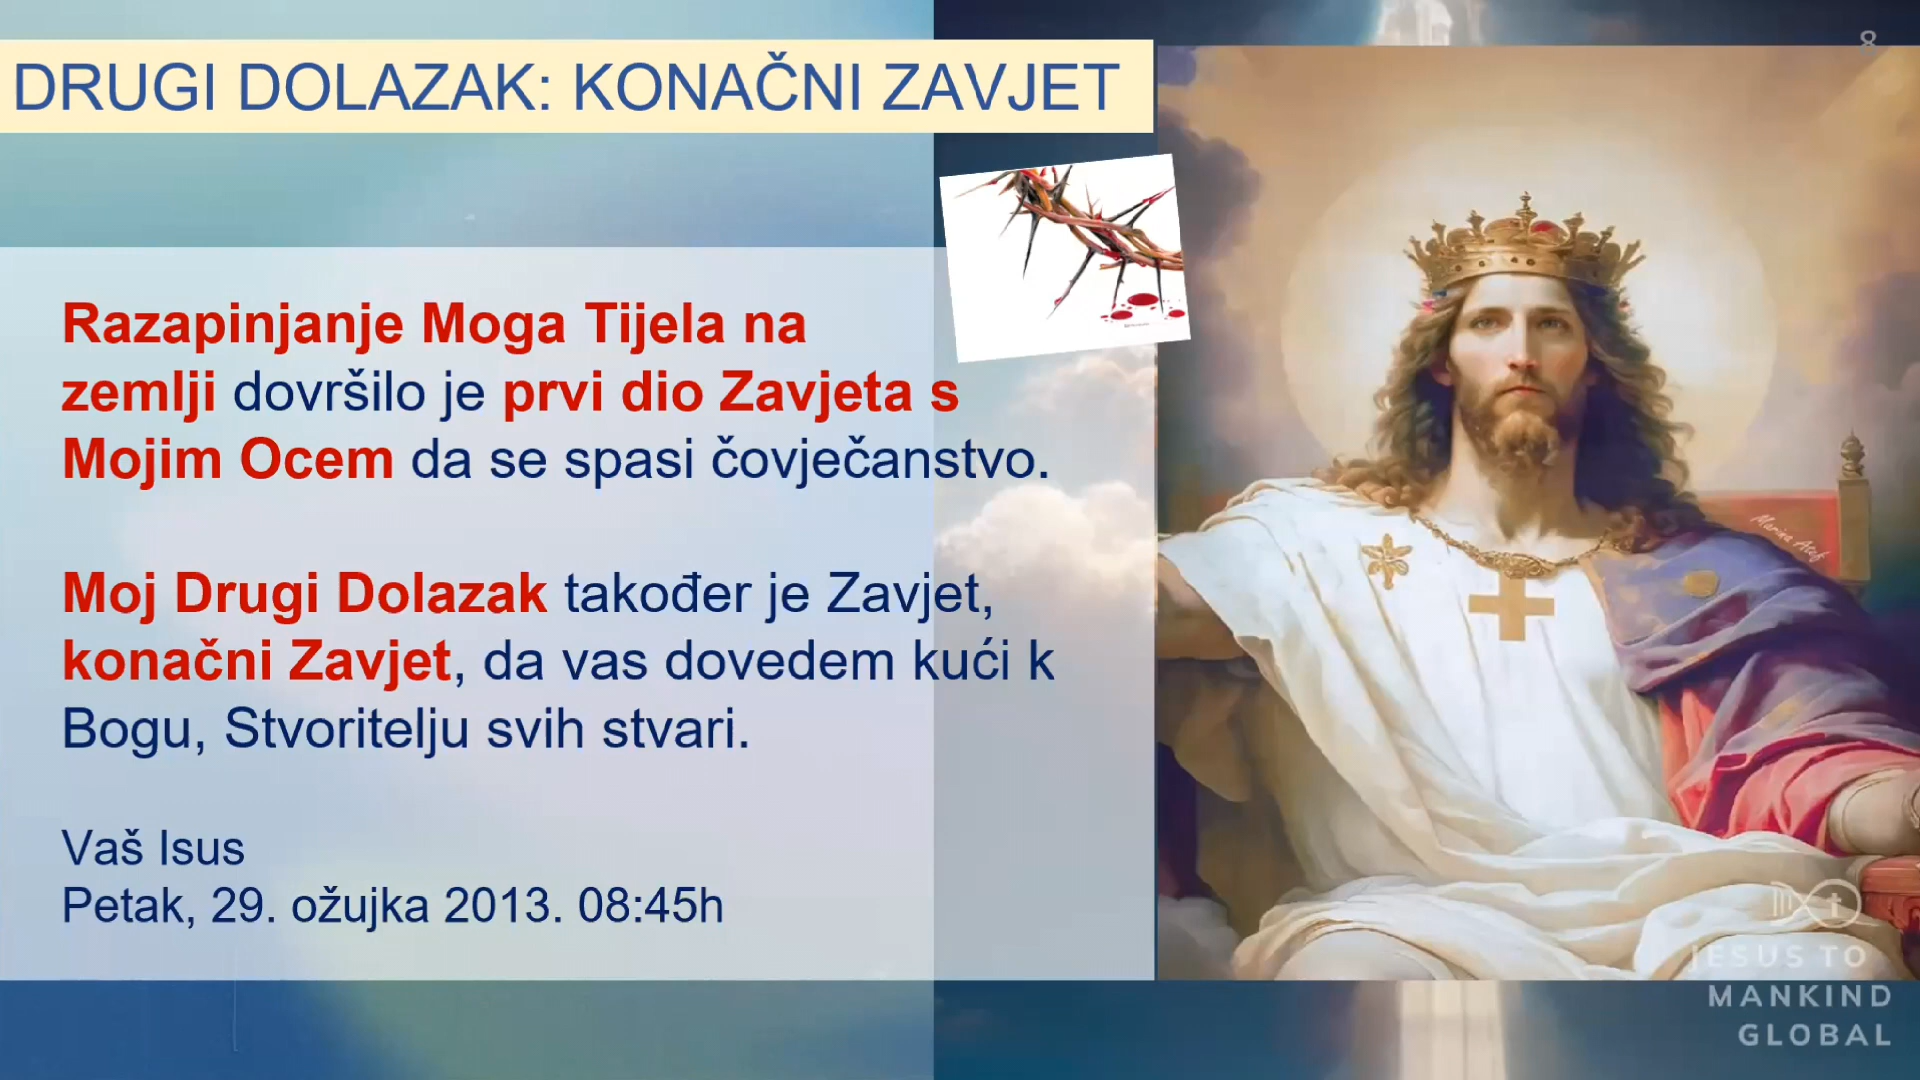 8
DRUGI DOLAZAK: KONAČNI ZAVJET
Razapinjanje Moga Tijela na
zemlji dovršilo je prvi dio Zavjeta s
Mojim Ocem da se spasi čovječanstvo.
Moj Drugi Dolazak također je Zavjet,
konačni Zavjet, da vas dovedem kući k
Bogu, Stvoritelju svih stvari.
Vaš Isus
Petak, 29. ožujka 2013. 08:45h
JESUS TO
MANKIND
GLOBAL